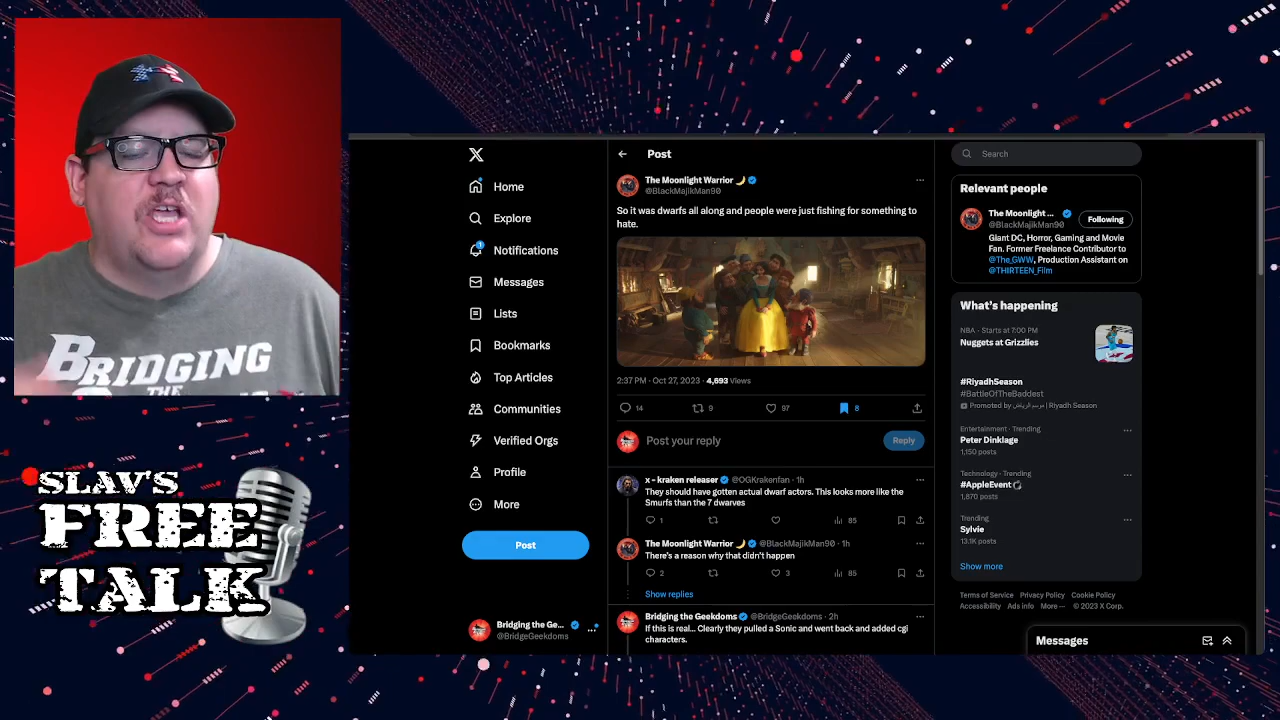 BRIDGING
THE
SLAV'S
FREE
TALK
Home
Explore
1
Notifications
Messages
Lists
Bookmarks
Top Articles
Communities
Verified Orgs
Profile
More
Post
Bridging the Ge...
@BridgeGeekdoms
Post
The Moonlight Warrior 🌙
@BlackMajikMan90
So it was dwarfs all along and people were just fishing for something to
hate.
2:37 PM · Oct 27, 2023 · 4,693 Views
14 9 97 8
Post your reply
Reply
x - kraken releaser @OGKrakenfan · 1h
They should have gotten actual dwarf actors. This looks more like the
Smurfs than the 7 dwarves
1 85
The Moonlight Warrior 🌙 @BlackMajikMan90 · 1h
There's a reason why that didn't happen
2 3 85
Show replies
Bridging the Geekdoms @BridgeGeekdoms · 2h
If this is real... Clearly they pulled a Sonic and went back and added cgi
characters.
Search
Relevant people
The Moonlight ...
@BlackMajikMan90
Following
Giant DC, Horror, Gaming and Movie
Fan. Former Freelance Contributor to
@The_GWW, Production Assistant on
@THIRTEEN_Film
What's happening
NBA · Starts at 7:00 PM
Nuggets at Grizzlies
#RiyadhSeason
#BattleOfTheBaddest
Promoted by موسم الرياض | Riyadh Season
Entertainment · Trending
Peter Dinklage
1,150 posts
Technology · Trending
#AppleEvent
1,870 posts
Trending
Sylvie
13.1K posts
Show more
Terms of Service Privacy Policy Cookie Policy
Accessibility Ads info More... © 2023 X Corp.
Messages